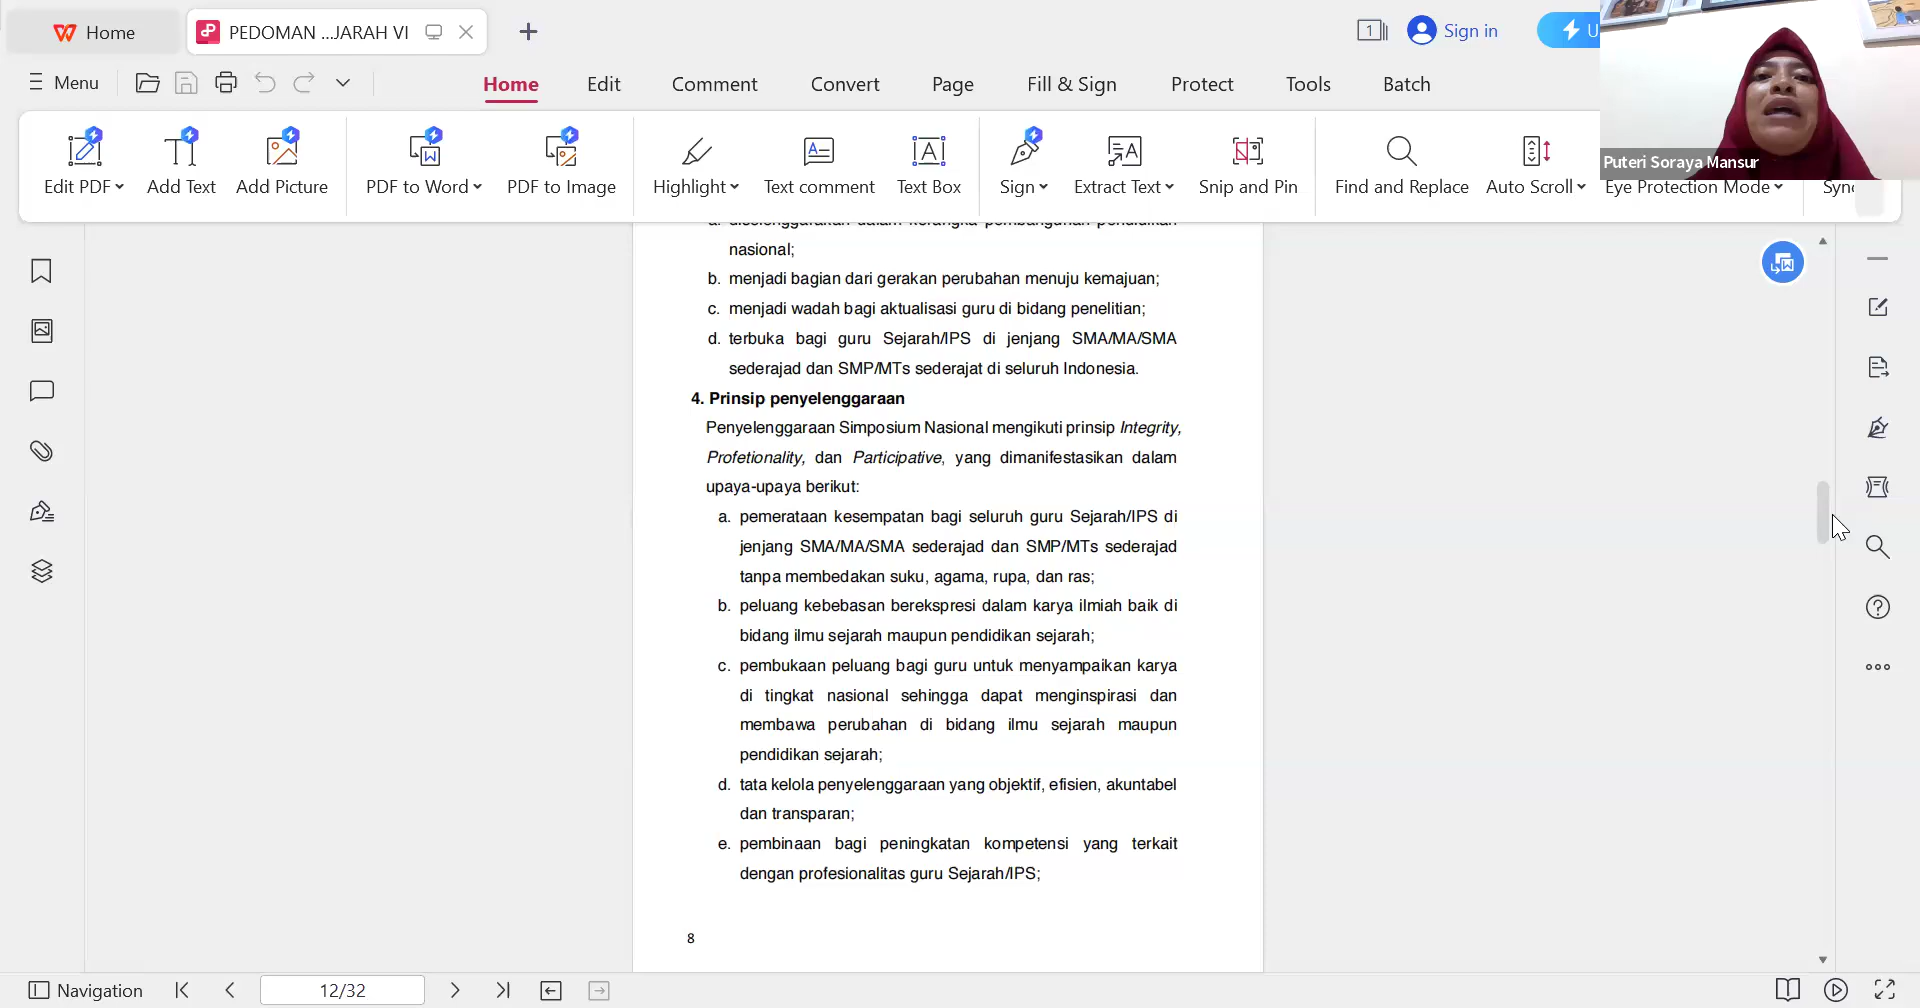 Home
PEDOMAN ...JARAH VI
1
Sign in
U
Menu
Home
Edit
Comment
Convert
Page
Fill & Sign
Protect
Tools
Batch
Puteri Soraya Mansur
Edit PDF
Add Text
Add Picture
PDF to Word
PDF to Image
Highlight
Text comment
Text Box
Sign
Extract Text
Snip and Pin
Find and Replace
Auto Scroll
Eye Protection Mode
Sync
a. diselenggarakan dalam kerangka pembangunan pendidikan
nasional;
b. menjadi bagian dari gerakan perubahan menuju kemajuan;
c. menjadi wadah bagi aktualisasi guru di bidang penelitian;
d. terbuka bagi guru Sejarah/IPS di jenjang SMA/MA/SMA
sederajad dan SMP/MTs sederajat di seluruh Indonesia.
4. Prinsip penyelenggaraan
Penyelenggaraan Simposium Nasional mengikuti prinsip Integrity,
Profetionality, dan Participative, yang dimanifestasikan dalam
upaya-upaya berikut:
a. pemerataan kesempatan bagi seluruh guru Sejarah/IPS di
jenjang SMA/MA/SMA sederajad dan SMP/MTs sederajad
tanpa membedakan suku, agama, rupa, dan ras;
b. peluang kebebasan berekspresi dalam karya ilmiah baik di
bidang ilmu sejarah maupun pendidikan sejarah;
c. pembukaan peluang bagi guru untuk menyampaikan karya
di tingkat nasional sehingga dapat menginspirasi dan
membawa perubahan di bidang ilmu sejarah maupun
pendidikan sejarah;
d. tata kelola penyelenggaraan yang objektif, efisien, akuntabel
dan transparan;
e. pembinaan bagi peningkatan kompetensi yang terkait
dengan profesionalitas guru Sejarah/IPS;
8
Navigation
12/32